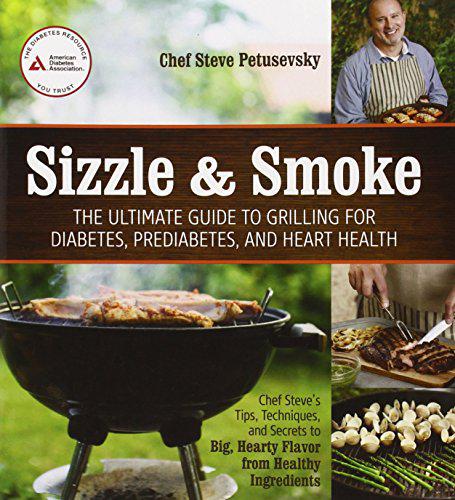 THE DIABETES RESOURCE
American
Diabetes
Association®
YOU TRUST
Chef Steve Petusevsky
Sizzle & Smoke
THE ULTIMATE GUIDE TO GRILLING FOR
DIABETES, PREDIABETES, AND HEART HEALTH
Chef Steve's
Tips, Techniques,
and Secrets to
Big, Hearty Flavor
from Healthy
Ingredients